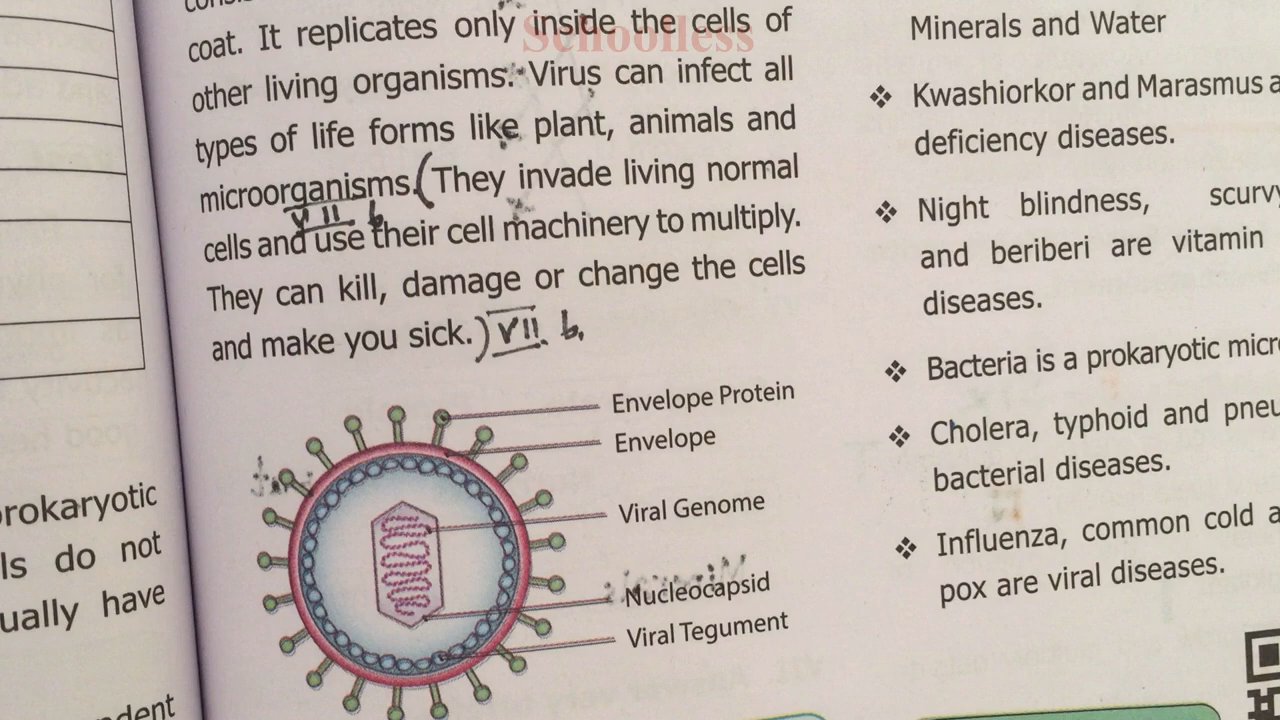 coat. It replicates only inside the cells of
other living organisms. Virus can infect all
types of life forms like plant, animals and
microorganisms. (They invade living normal
VII b
cells and use their cell machinery to multiply.
They can kill, damage or change the cells
and make you sick.) VII b.
Envelope Protein
Envelope
Viral Genome
Nucleocapsid
Viral Tegument
Schoolless
Minerals and Water
❖ Kwashiorkor and Marasmus a
deficiency diseases.
❖ Night blindness, scurvy
and beriberi are vitamin
diseases.
❖ Bacteria is a prokaryotic micro
❖ Cholera, typhoid and pneu
bacterial diseases.
❖ Influenza, common cold a
pox are viral diseases.
prokaryotic
ls do not
ually have
dent